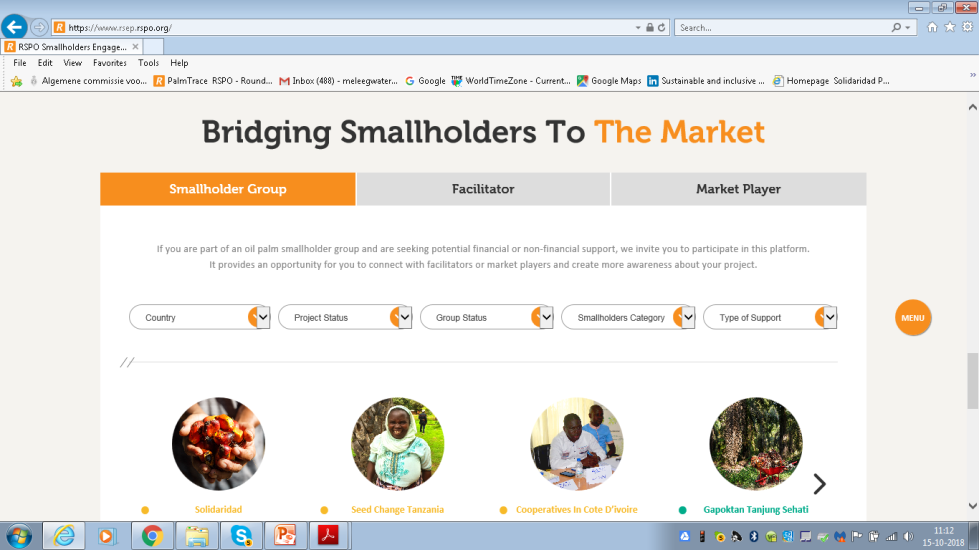 https://www.rsep.rspo.org/
Search...
RSPO Smallholders Engage...
File Edit View Favorites Tools Help
Algemene commissie voo... PalmTrace RSPO - Round... Inbox (488) - meleegwater... Google WorldTimeZone - Current... Google Maps Sustainable and inclusive ... Homepage Solidaridad P...
Bridging Smallholders To The Market
Smallholder Group Facilitator Market Player
If you are part of an oil palm smallholder group and are seeking potential financial or non-financial support, we invite you to participate in this platform.
It provides an opportunity for you to connect with facilitators or market players and create more awareness about your project.
Country Project Status Group Status Smallholders Category Type of Support
MENU
Solidaridad Seed Change Tanzania Cooperatives In Cote D'ivoire Gapoktan Tanjung Sehati
11:12
15-10-2018